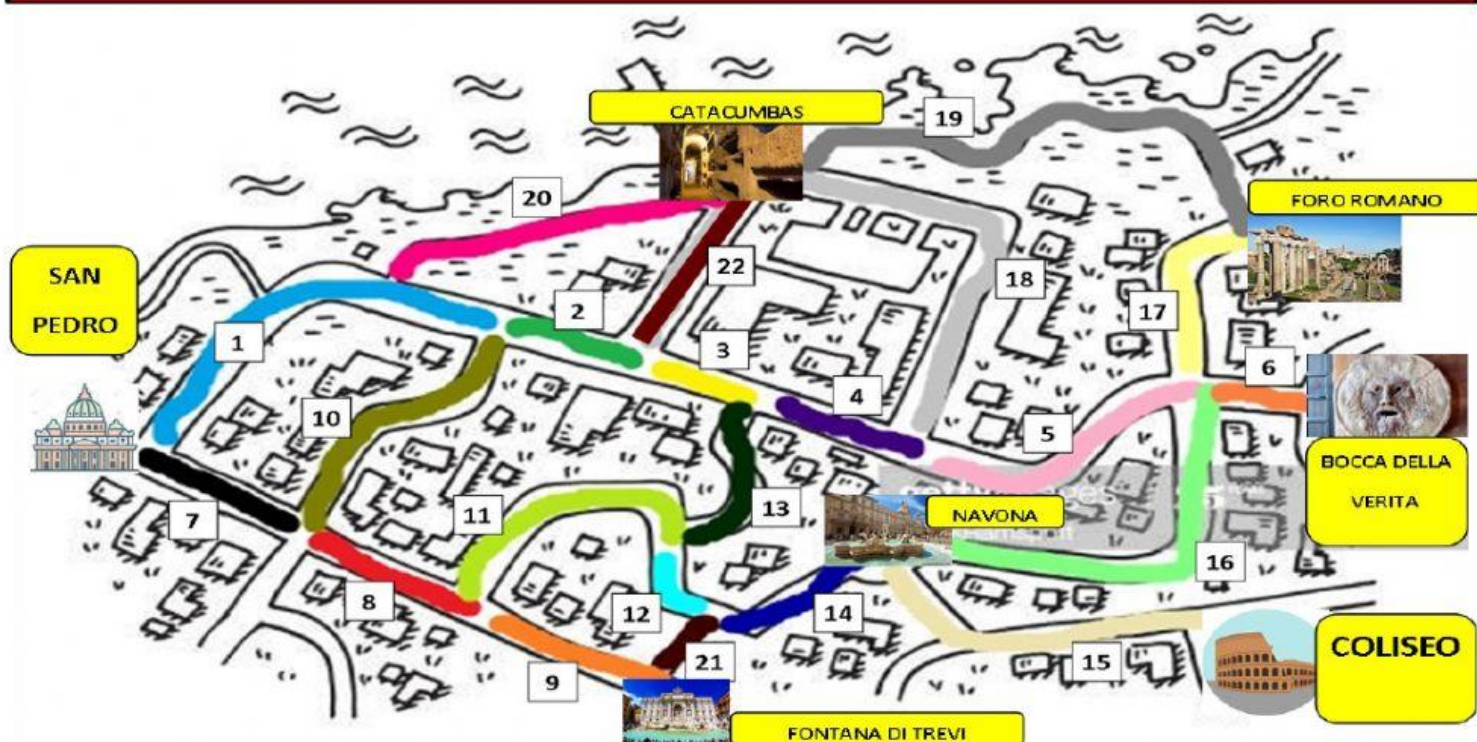 CATACUMBAS
19
20
FORO ROMANO
SAN
PEDRO
22
18
2
17
1
3
6
4
10
5
BOCCA DELLA
VERITA
11
13
7
NAVONA
16
8
12
14
COLISEO
21
15
9
FONTANA DI TREVI